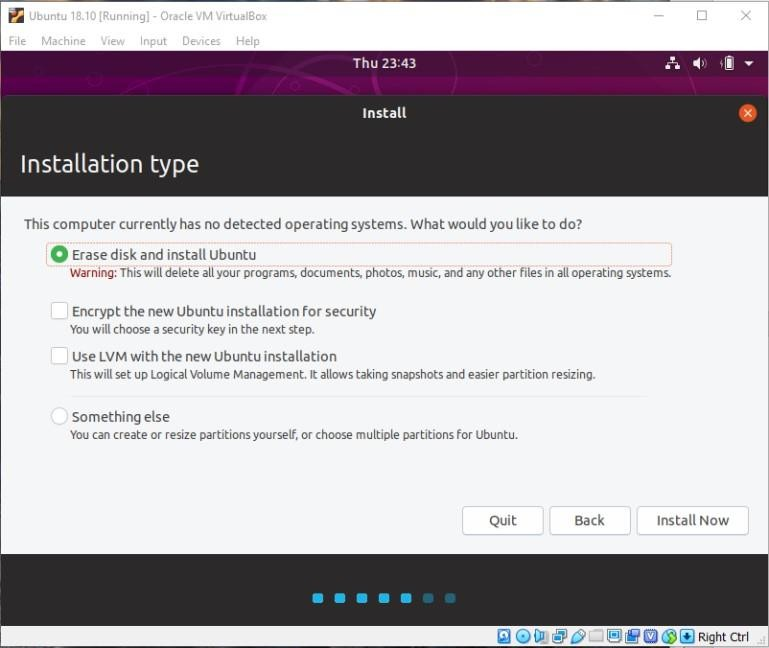 Ubuntu 18.10 [Running] - Oracle VM VirtualBox
File Machine View Input Devices Help
Thu 23:43
Install
Installation type
This computer currently has no detected operating systems. What would you like to do?
Erase disk and install Ubuntu
Warning: This will delete all your programs, documents, photos, music, and any other files in all operating systems.
Encrypt the new Ubuntu installation for security
You will choose a security key in the next step.
Use LVM with the new Ubuntu installation
This will set up Logical Volume Management. It allows taking snapshots and easier partition resizing.
Something else
You can create or resize partitions yourself, or choose multiple partitions for Ubuntu.
Quit Back Install Now
Right Ctrl